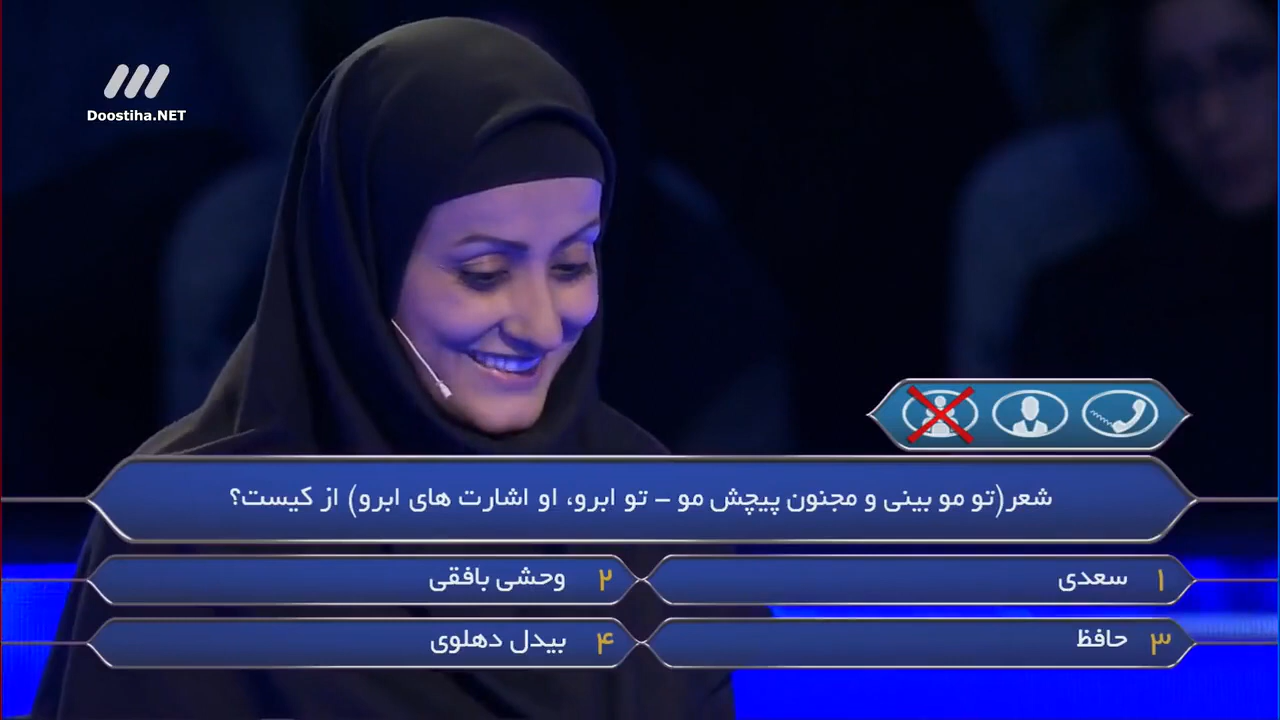 Doostiha.NET
شعر(تو مو بینی و مجنون پیچش مو – تو ابرو، او اشارت های ابرو) از کیست؟
۱ سعدی
۲ وحشی بافقی
۳ حافظ
۴ بیدل دهلوی